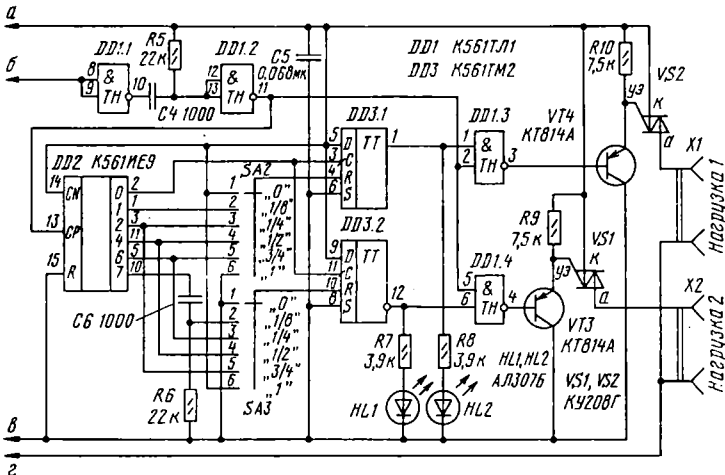 а
б
в
г
DD1.1
8
9
&
ТН
10
R5
22к
C4 1000
DD1.2
12
13
&
ТН
11
C5
0,068мк
DD1 К561ТЛ1
DD3 К561ТМ2
DD2 К561ИЕ9
14 CN
13 CP
15 R
0 2
1 1
2 3
4 11
6 5
7 10
C6 1000
R6
22к
SA2
1 „0"
2 „1/8"
3 „1/4"
4 „1/2"
5 „3/4"
6 „1"
1 „0"
2 „1/8"
3 „1/4"
4 „1/2"
5 „3/4"
6 „1"
SA3
DD3.1
5 D
3 C
4 R
6 S
TT
1
DD3.2
9 D
11 C
10 R
8 S
TT
12
DD1.3
1
2
&
ТН
3
DD1.4
5
6
&
ТН
4
R7
3,9к
R8
3,9к
HL1
HL2
HL1,HL2
АЛ307Б
R9
7,5к
R10
7,5к
VT4
КТ814А
VT3
КТ814А
VS2
уэ
к
а
VS1
уэ
к
а
VS1, VS2
КУ208Г
X1
Нагрузка 1
X2
Нагрузка 2